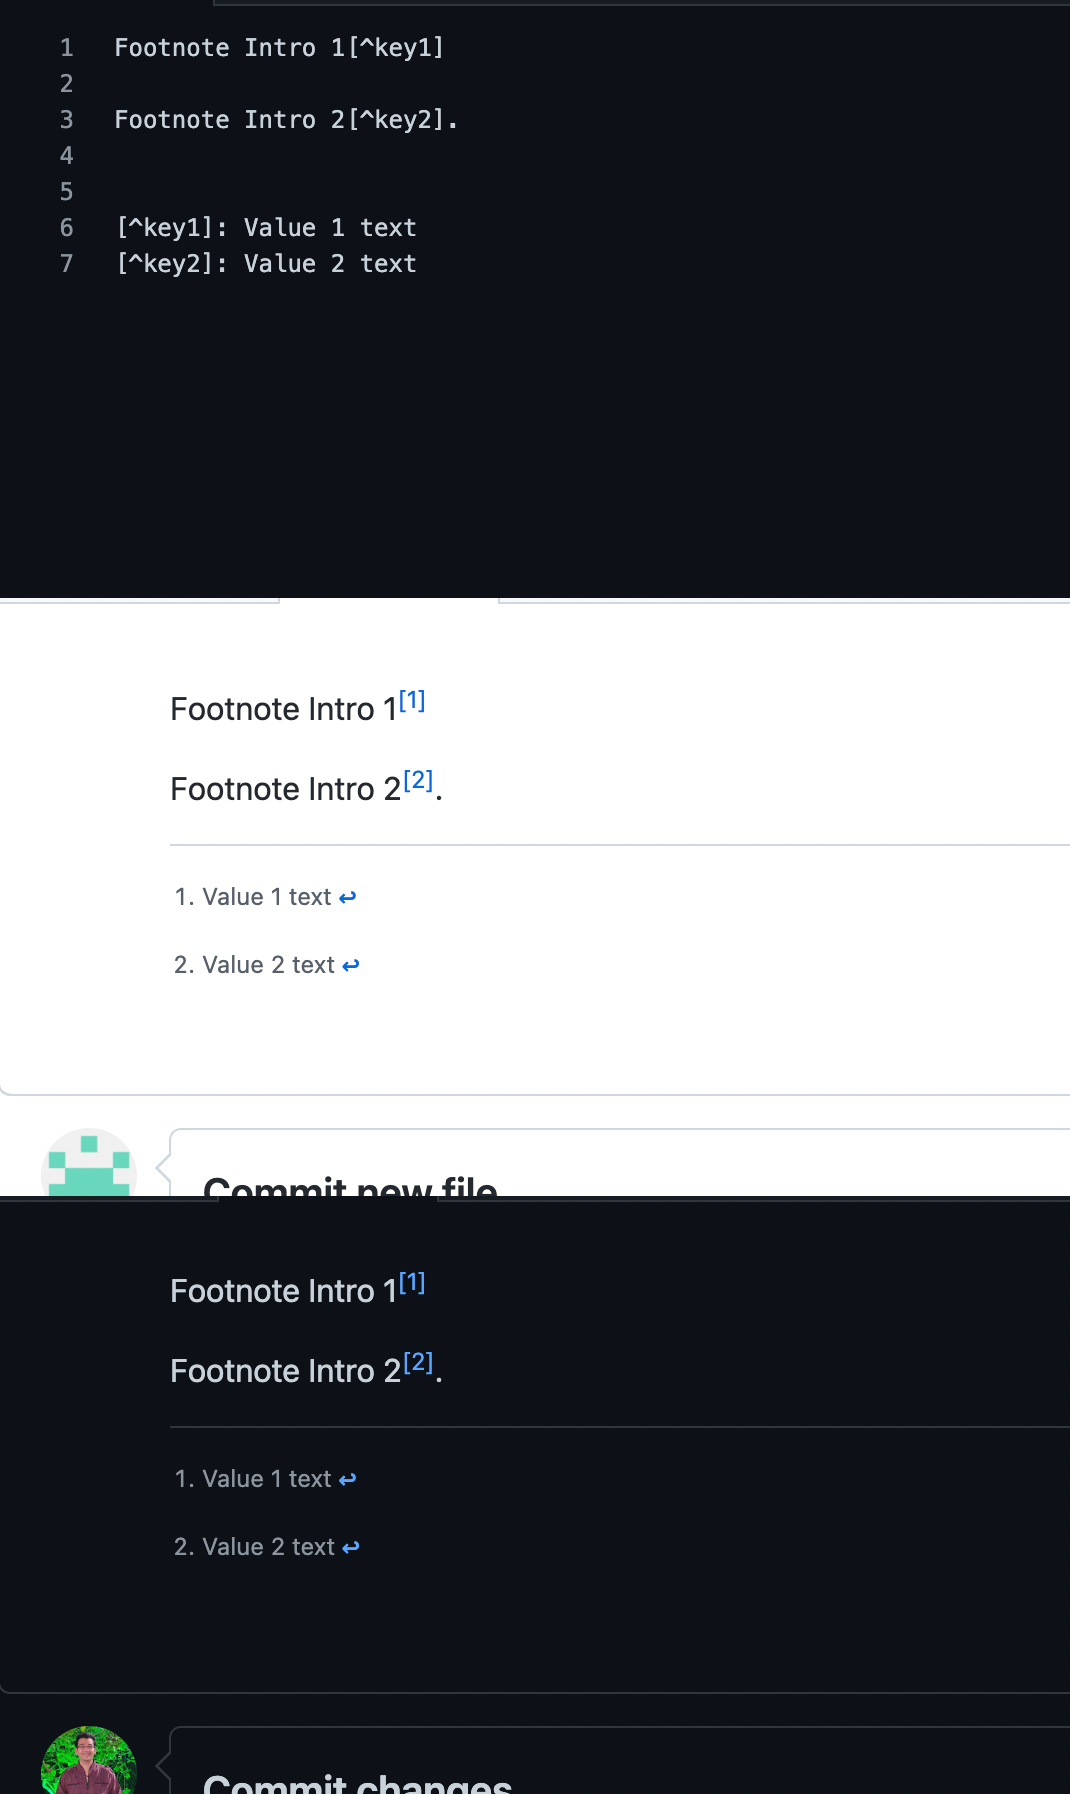 1 Footnote Intro 1[^key1]
2
3 Footnote Intro 2[^key2].
4
5
6 [^key1]: Value 1 text
7 [^key2]: Value 2 text
Footnote Intro 1[1]
Footnote Intro 2[2].
1. Value 1 text ↩
2. Value 2 text ↩
Commit new file
Footnote Intro 1[1]
Footnote Intro 2[2].
1. Value 1 text ↩
2. Value 2 text ↩
Commit changes